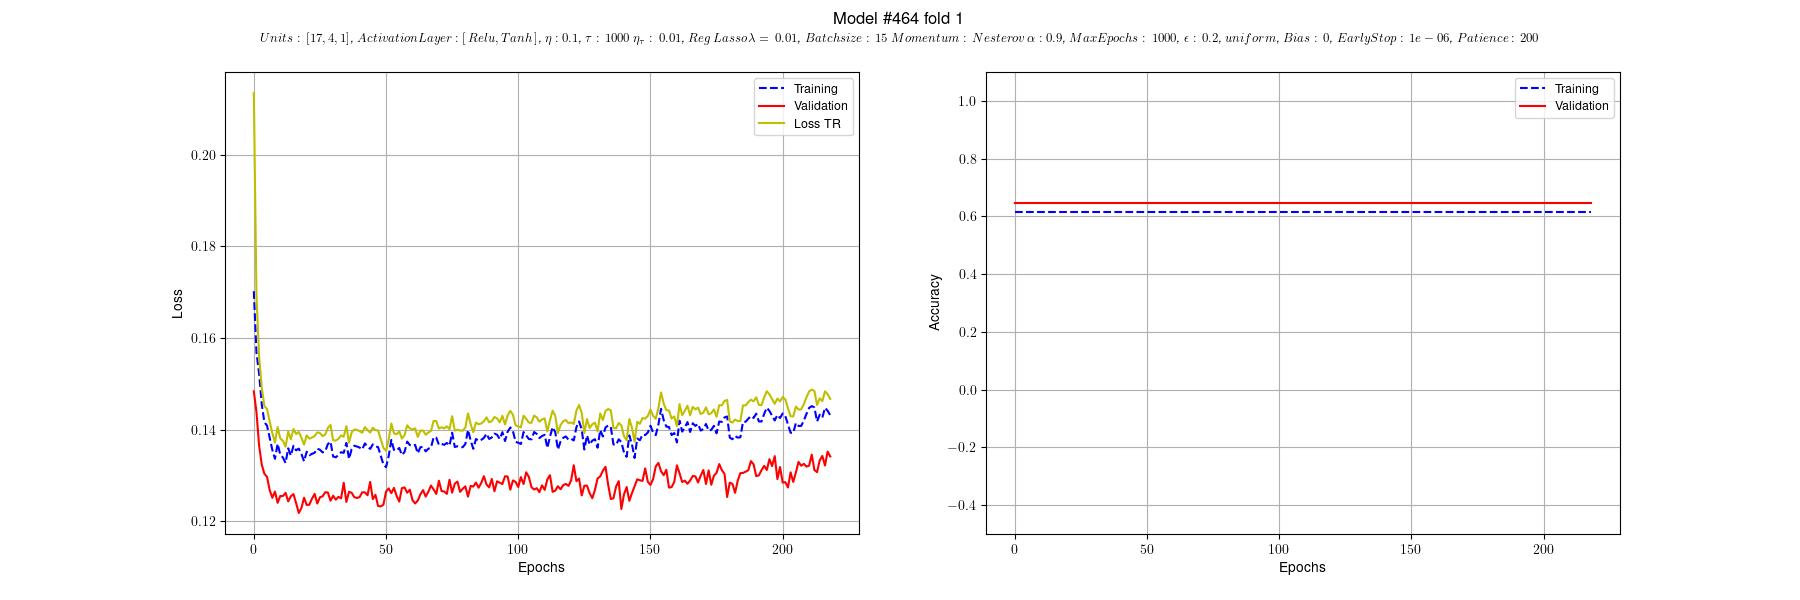 Model #464 fold 1
Units : [17, 4, 1], ActivationLayer : [ Relu, Tanh ], η : 0.1, τ : 1000 ητ : 0.01, Reg Lasso λ = 0.01, Batchsize : 15 Momentum : Nesterov α : 0.9, MaxEpochs : 1000, ϵ : 0.2, uniform, Bias : 0, EarlyStop : 1e − 06, Patience : 200
Training
Validation
Loss TR
0.20
0.18
0.16
0.14
0.12
Loss
0 50 100 150 200
Epochs
Training
Validation
1.0
0.8
0.6
0.4
0.2
0.0
−0.2
−0.4
Accuracy
0 50 100 150 200
Epochs